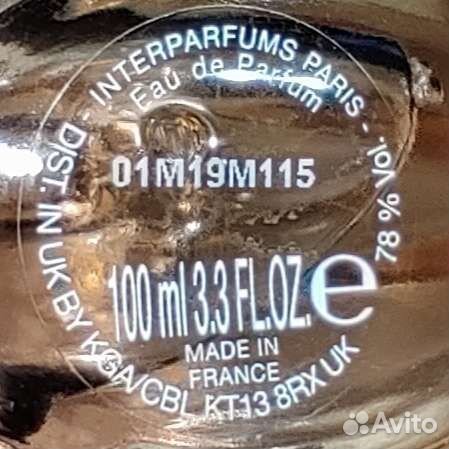 INTERPARFUMS PARIS - 78 % Vol.
Eau de Parfum
01M19M115
100 ml 3.3 FL.OZ. e
MADE IN
FRANCE
DIST. IN UK BY KGA/CBL KT13 8RX UK
Avito